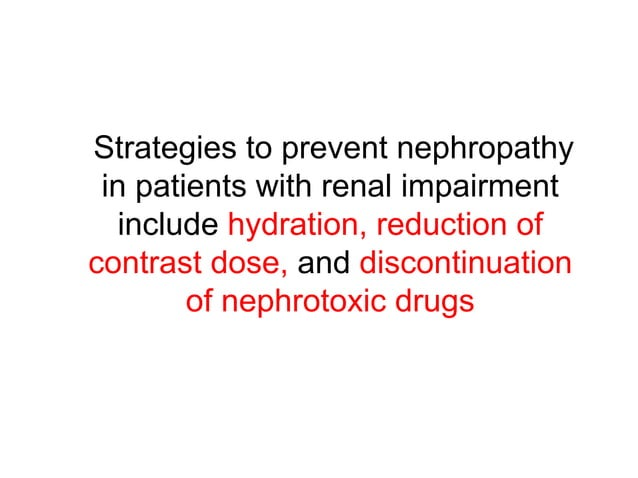 Strategies to prevent nephropathy
in patients with renal impairment
include hydration, reduction of
contrast dose, and discontinuation
of nephrotoxic drugs